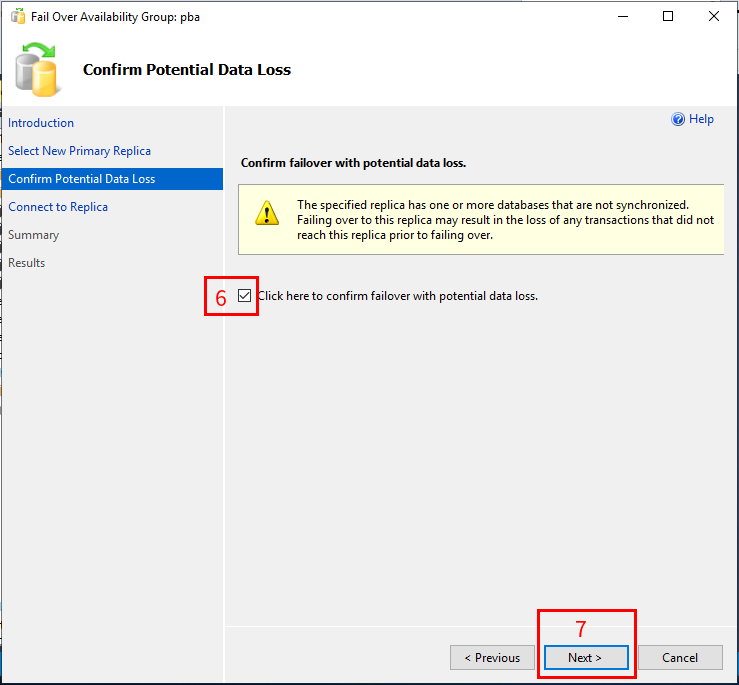 Fail Over Availability Group: pba
Confirm Potential Data Loss
Introduction
Select New Primary Replica
Confirm Potential Data Loss
Connect to Replica
Summary
Results
Help
Confirm failover with potential data loss.
The specified replica has one or more databases that are not synchronized.
Failing over to this replica may result in the loss of any transactions that did not
reach this replica prior to failing over.
6
Click here to confirm failover with potential data loss.
7
< Previous
Next >
Cancel